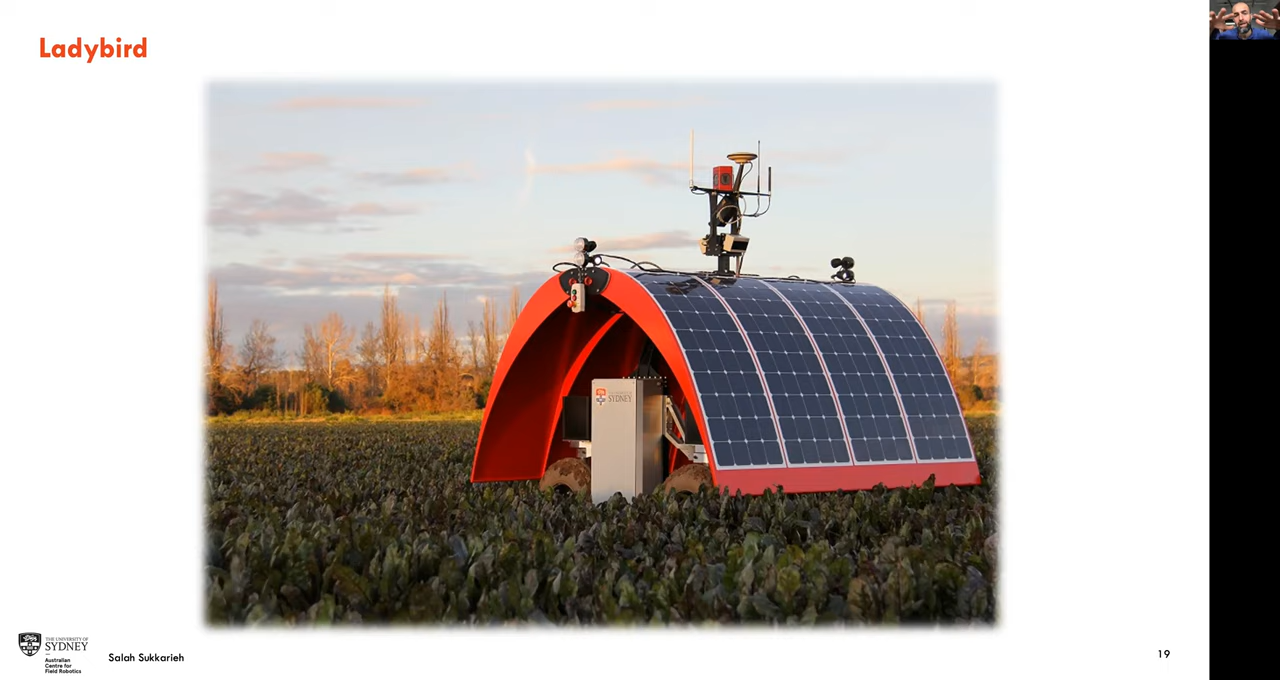 Ladybird
SYDNEY
THE UNIVERSITY OF
SYDNEY
Australian
Centre for
Field Robotics
Salah Sukkarieh
19